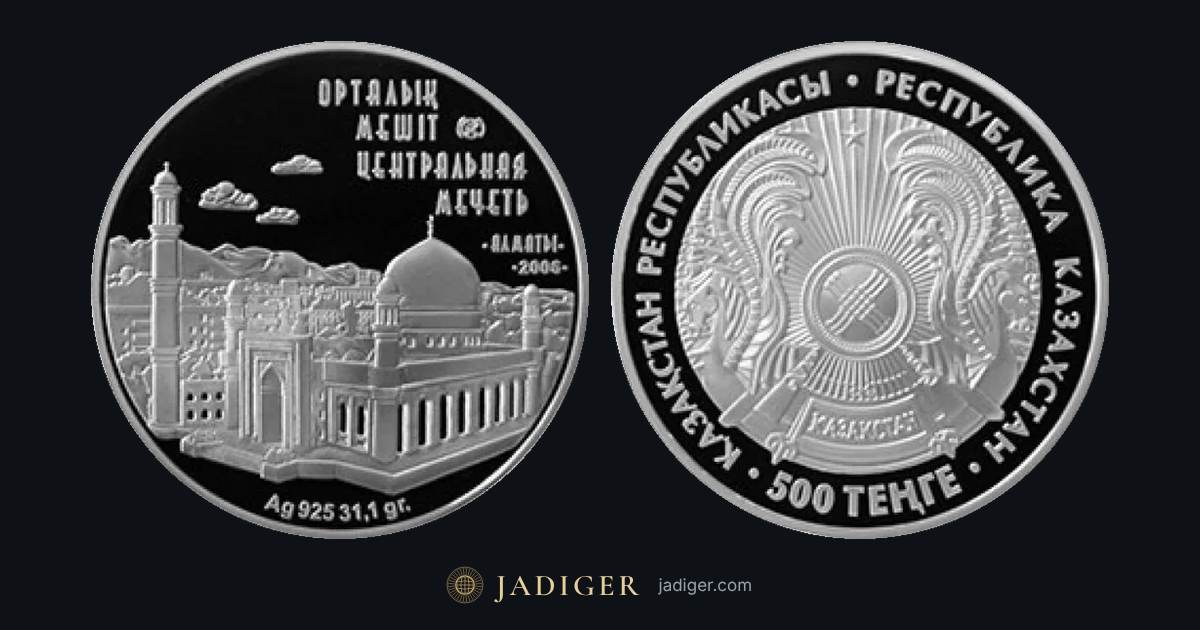 ОРТАЛЫҚ
МЕШІТ
ЦЕНТРАЛЬНАЯ
МЕЧЕТЬ
•АЛМАТЫ•
•2006•
Ag 925 31,1 gr.
ҚАЗАҚСТАН РЕСПУБЛИКАСЫ • РЕСПУБЛИКА КАЗАХСТАН
• 500 ТЕҢГЕ •
ҚАЗАҚСТАН
JADIGER jadiger.com